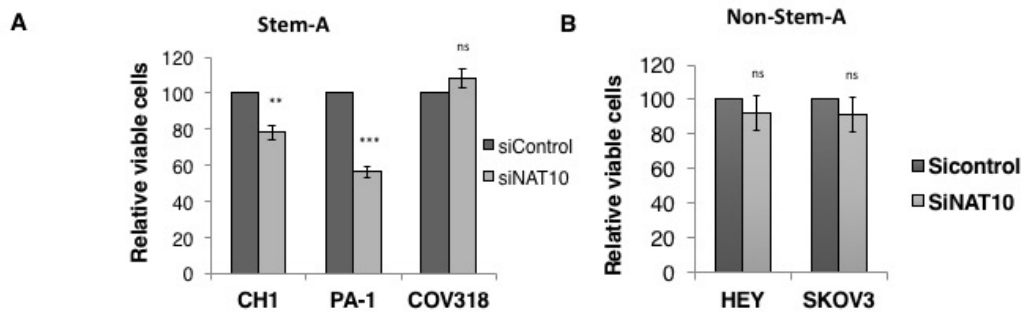 A
Stem-A
Relative viable cells
120
100
80
60
40
20
0
**
***
ns
CH1 PA-1 COV318
siControl
siNAT10
B
Non-Stem-A
Relative viable cells
120
100
80
60
40
20
0
ns
ns
HEY SKOV3
Sicontrol
SiNAT10